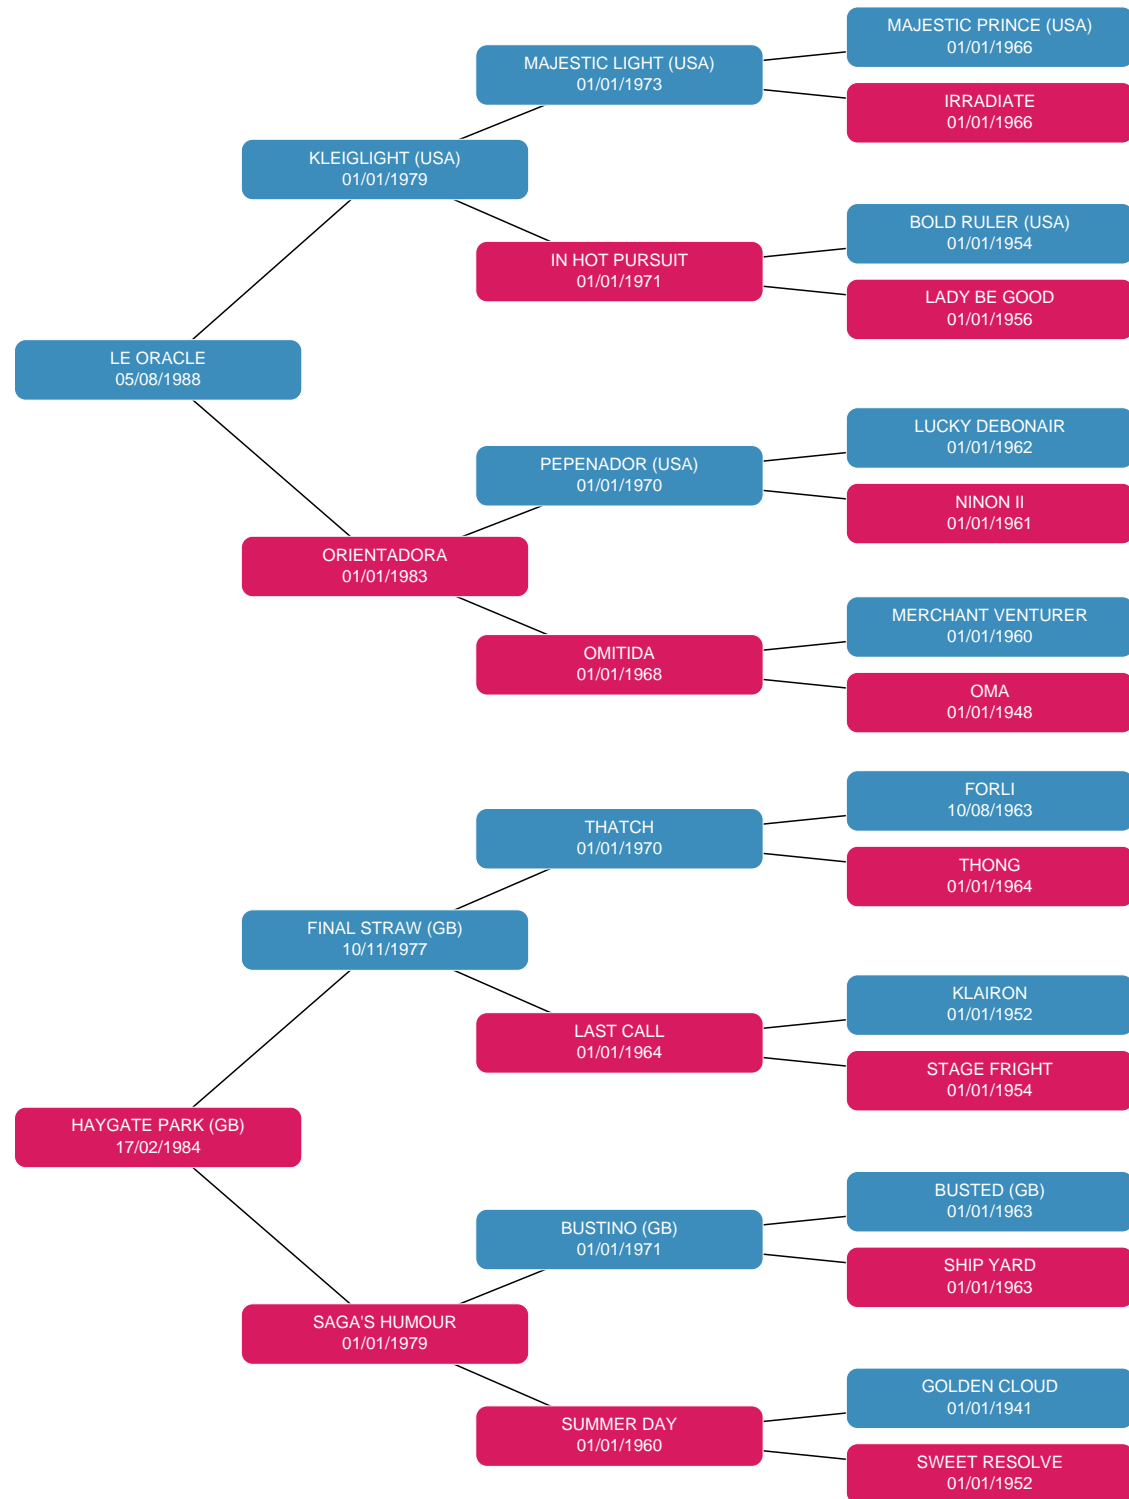 MAJESTIC PRINCE (USA)
01/01/1966
MAJESTIC LIGHT (USA)
01/01/1973
IRRADIATE
01/01/1966
KLEIGLIGHT (USA)
01/01/1979
BOLD RULER (USA)
01/01/1954
IN HOT PURSUIT
01/01/1971
LADY BE GOOD
01/01/1956
LE ORACLE
05/08/1988
LUCKY DEBONAIR
01/01/1962
PEPENADOR (USA)
01/01/1970
NINON II
01/01/1961
ORIENTADORA
01/01/1983
MERCHANT VENTURER
01/01/1960
OMITIDA
01/01/1968
OMA
01/01/1948
FORLI
10/08/1963
THATCH
01/01/1970
THONG
01/01/1964
FINAL STRAW (GB)
10/11/1977
KLAIRON
01/01/1952
LAST CALL
01/01/1964
STAGE FRIGHT
01/01/1954
HAYGATE PARK (GB)
17/02/1984
BUSTED (GB)
01/01/1963
BUSTINO (GB)
01/01/1971
SHIP YARD
01/01/1963
SAGA'S HUMOUR
01/01/1979
GOLDEN CLOUD
01/01/1941
SUMMER DAY
01/01/1960
SWEET RESOLVE
01/01/1952